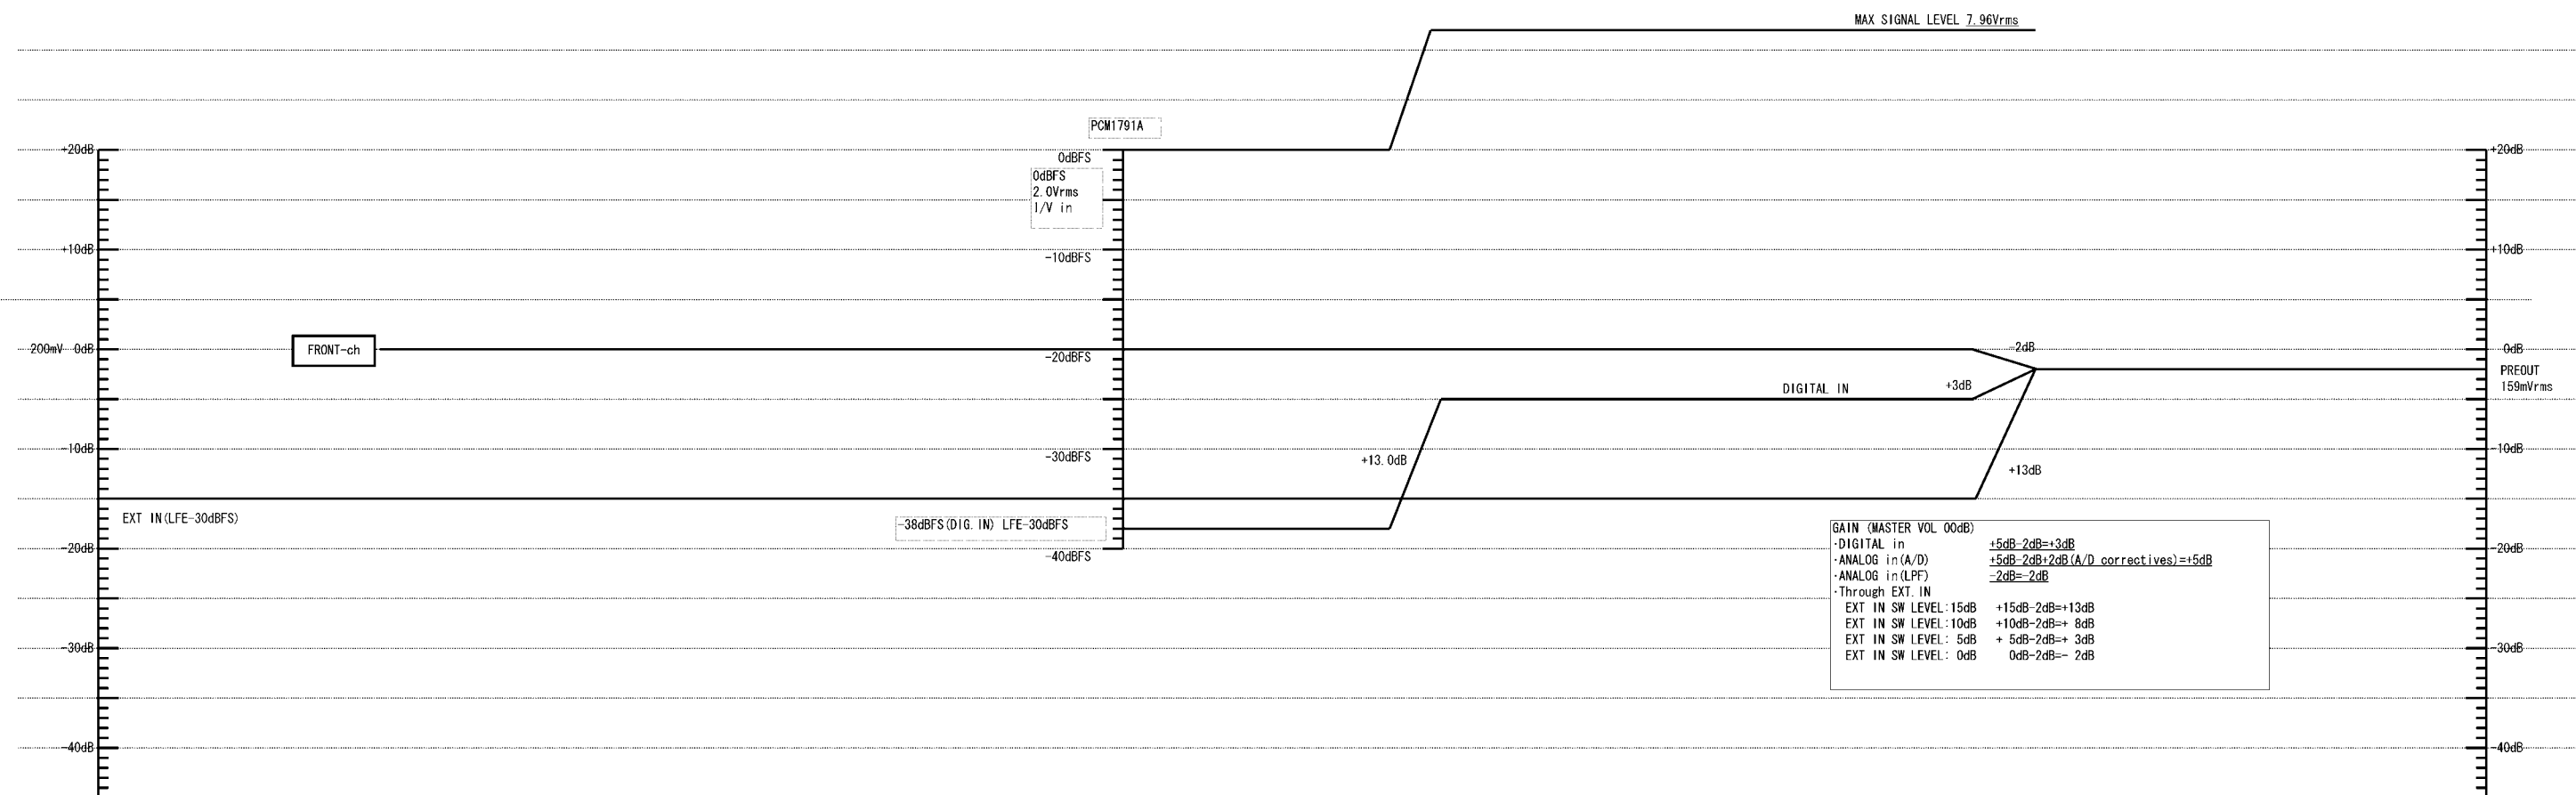 MAX SIGNAL LEVEL 7.96Vrms
PCM1791A
+20dB
0dBFS
+20dB
0dBFS
2.0Vrms
I/V in
+10dB
-10dBFS
+10dB
200mV 0dB
FRONT-ch
-20dBFS
-2dB
0dB
PREOUT
159mVrms
DIGITAL IN
+3dB
-10dB
-30dBFS
+13.0dB
+13dB
-10dB
EXT IN(LFE-30dBFS)
-38dBFS(DIG.IN) LFE-30dBFS
-20dB
-40dBFS
-20dB
GAIN (MASTER VOL 00dB)
·DIGITAL in +5dB-2dB=+3dB
·ANALOG in(A/D) +5dB-2dB+2dB(A/D correctives)=+5dB
·ANALOG in(LPF) -2dB=-2dB
·Through EXT.IN
EXT IN SW LEVEL:15dB +15dB-2dB=+13dB
EXT IN SW LEVEL:10dB +10dB-2dB=+ 8dB
EXT IN SW LEVEL: 5dB + 5dB-2dB=+ 3dB
EXT IN SW LEVEL: 0dB 0dB-2dB=- 2dB
-30dB
-30dB
-40dB
-40dB